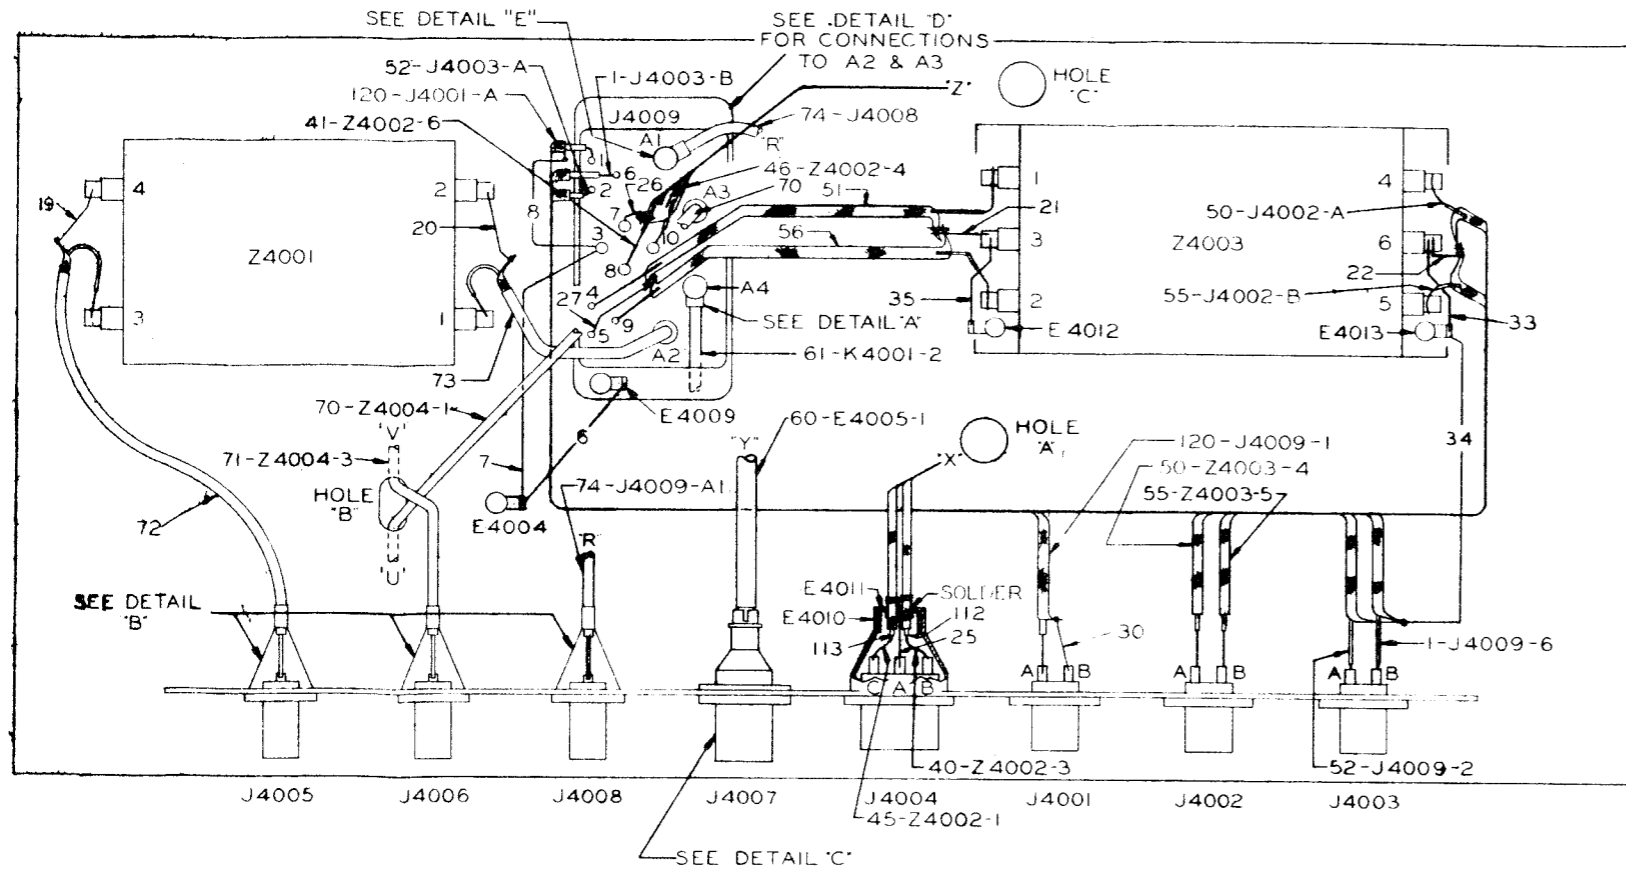 SEE DETAIL "E"
SEE DETAIL "D"
FOR CONNECTIONS
TO A2 & A3
52-J4003-A
1-J4003-B
"Z"
HOLE
"C"
120-J4001-A
J4009
74-J4008
41-Z4002-6
A1
"R"
1
6
46-Z4002-4
4
2
2
26
A3
70
51
1
4
19
8
7
21
50-J4002-A
20
3
10
56
3
Z4003
6
Z4001
8
22
27
4
A4
35
2
55-J4002-B
5
3
1
9
SEE DETAIL "A"
E4012
E4013
33
5
A2
61-K4001-2
73
70-Z4004-1
E4009
60-E4005-1
HOLE
"A"
"V"
6
"Y"
120-J4009-1
34
71-Z4004-3
7
"X"
50-Z4003-4
HOLE
"B"
74-J4009-A1
55-Z4003-5
72
E4004
"R"
"U"
E4011
SOLDER
SEE DETAIL
"B"
E4010
112
113
25
30
1-J4009-6
C A B
A B
A B
A B
40-Z4002-3
52-J4009-2
J4005
J4006
J4008
J4007
J4004
J4001
J4002
J4003
45-Z4002-1
SEE DETAIL "C"